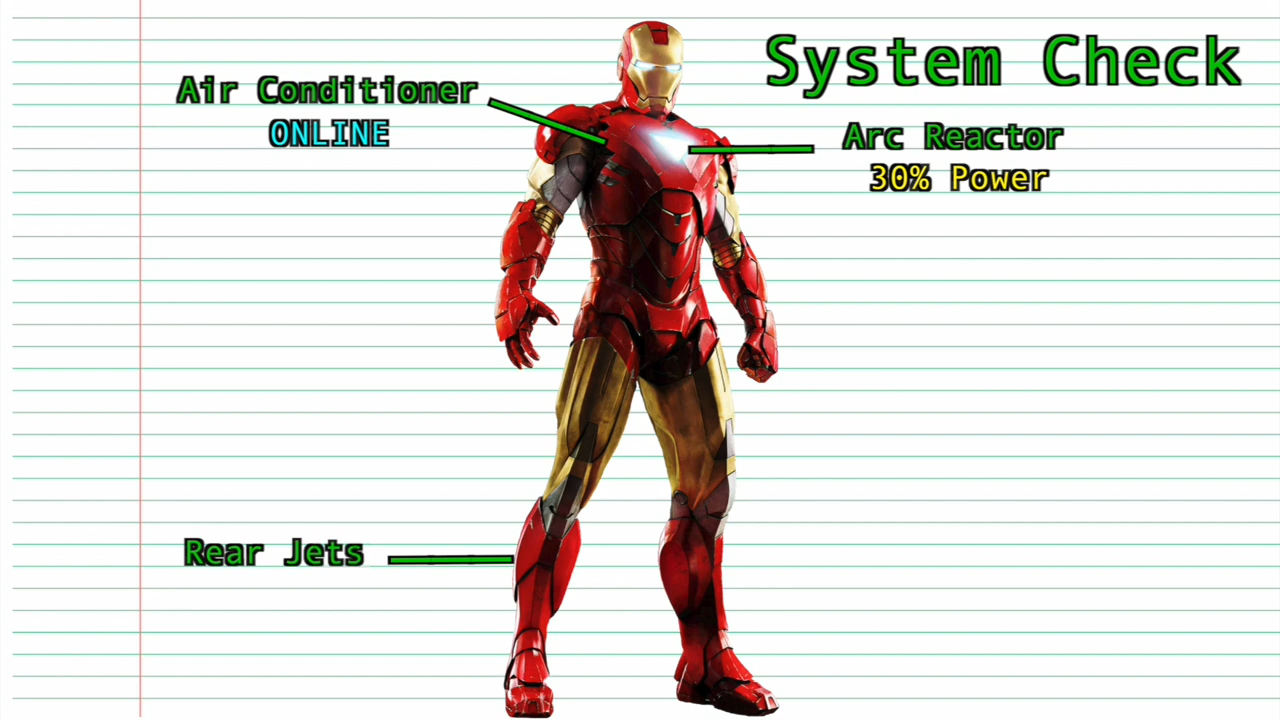 System Check
Air Conditioner
ONLINE
Arc Reactor
30% Power
Rear Jets